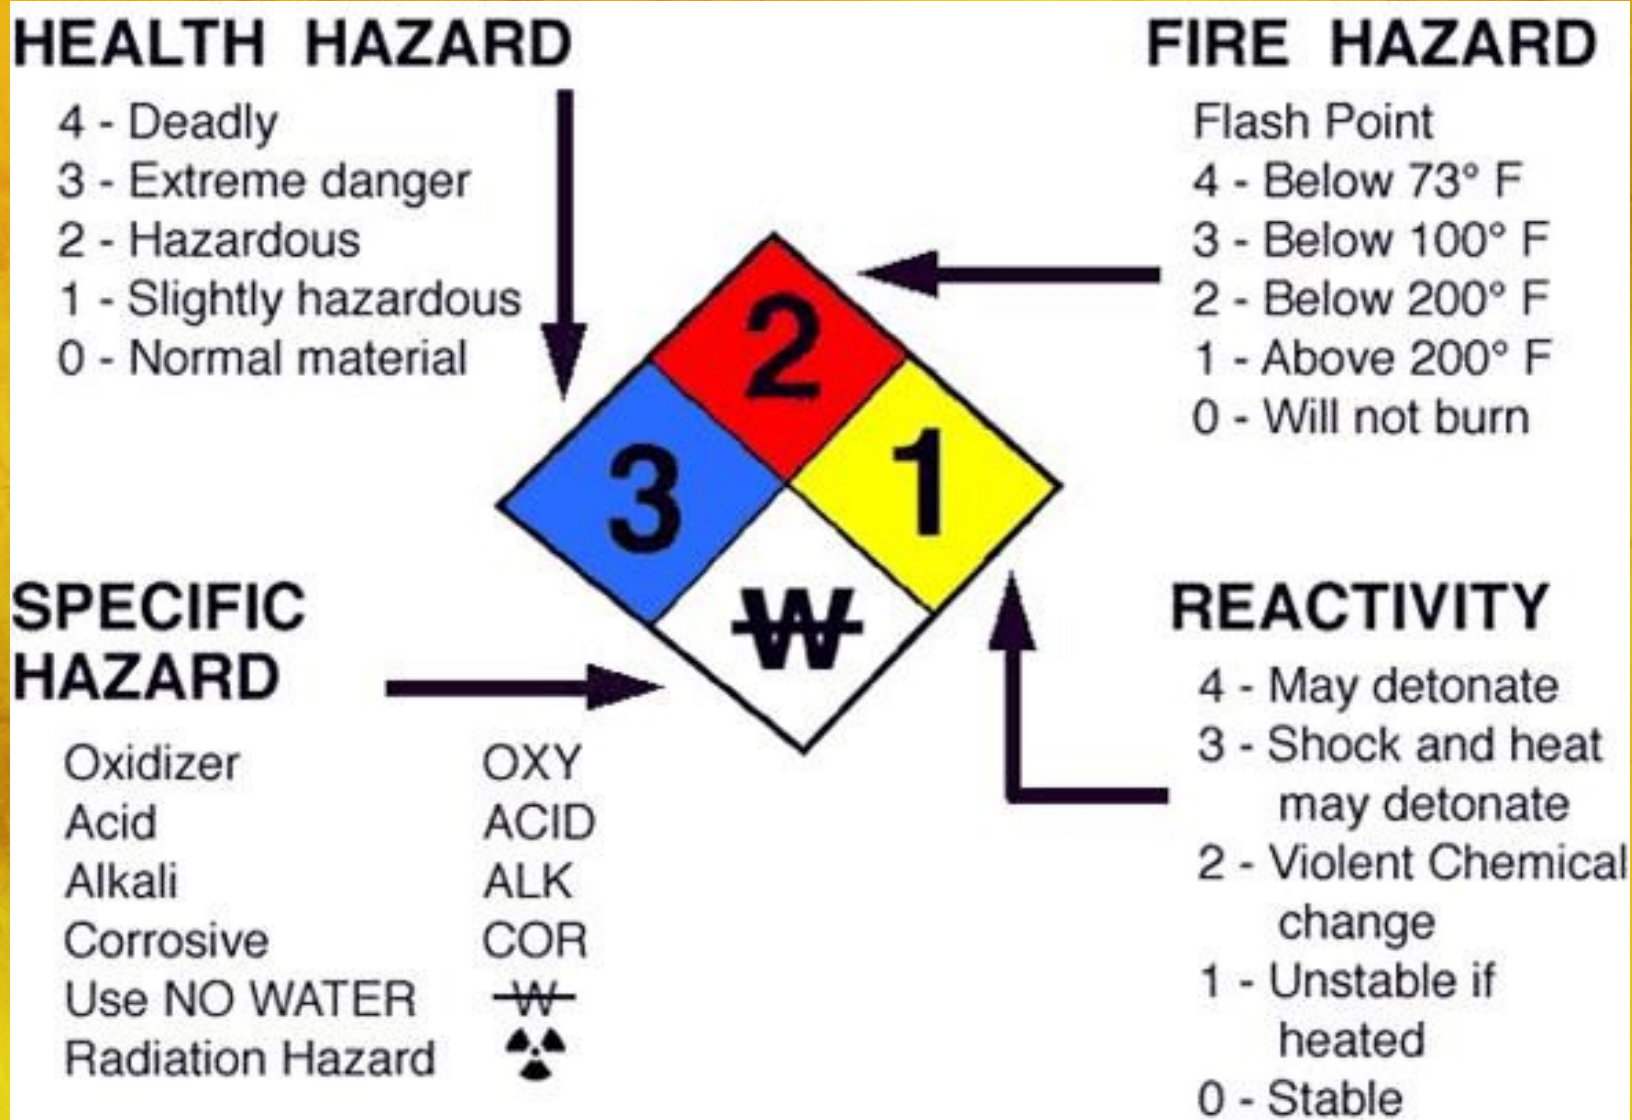 HEALTH HAZARD
4 - Deadly
3 - Extreme danger
2 - Hazardous
1 - Slightly hazardous
0 - Normal material
FIRE HAZARD
Flash Point
4 - Below 73° F
3 - Below 100° F
2 - Below 200° F
1 - Above 200° F
0 - Will not burn
2
3
1
W
SPECIFIC
HAZARD
Oxidizer OXY
Acid ACID
Alkali ALK
Corrosive COR
Use NO WATER W
Radiation Hazard
REACTIVITY
4 - May detonate
3 - Shock and heat
may detonate
2 - Violent Chemical
change
1 - Unstable if
heated
0 - Stable